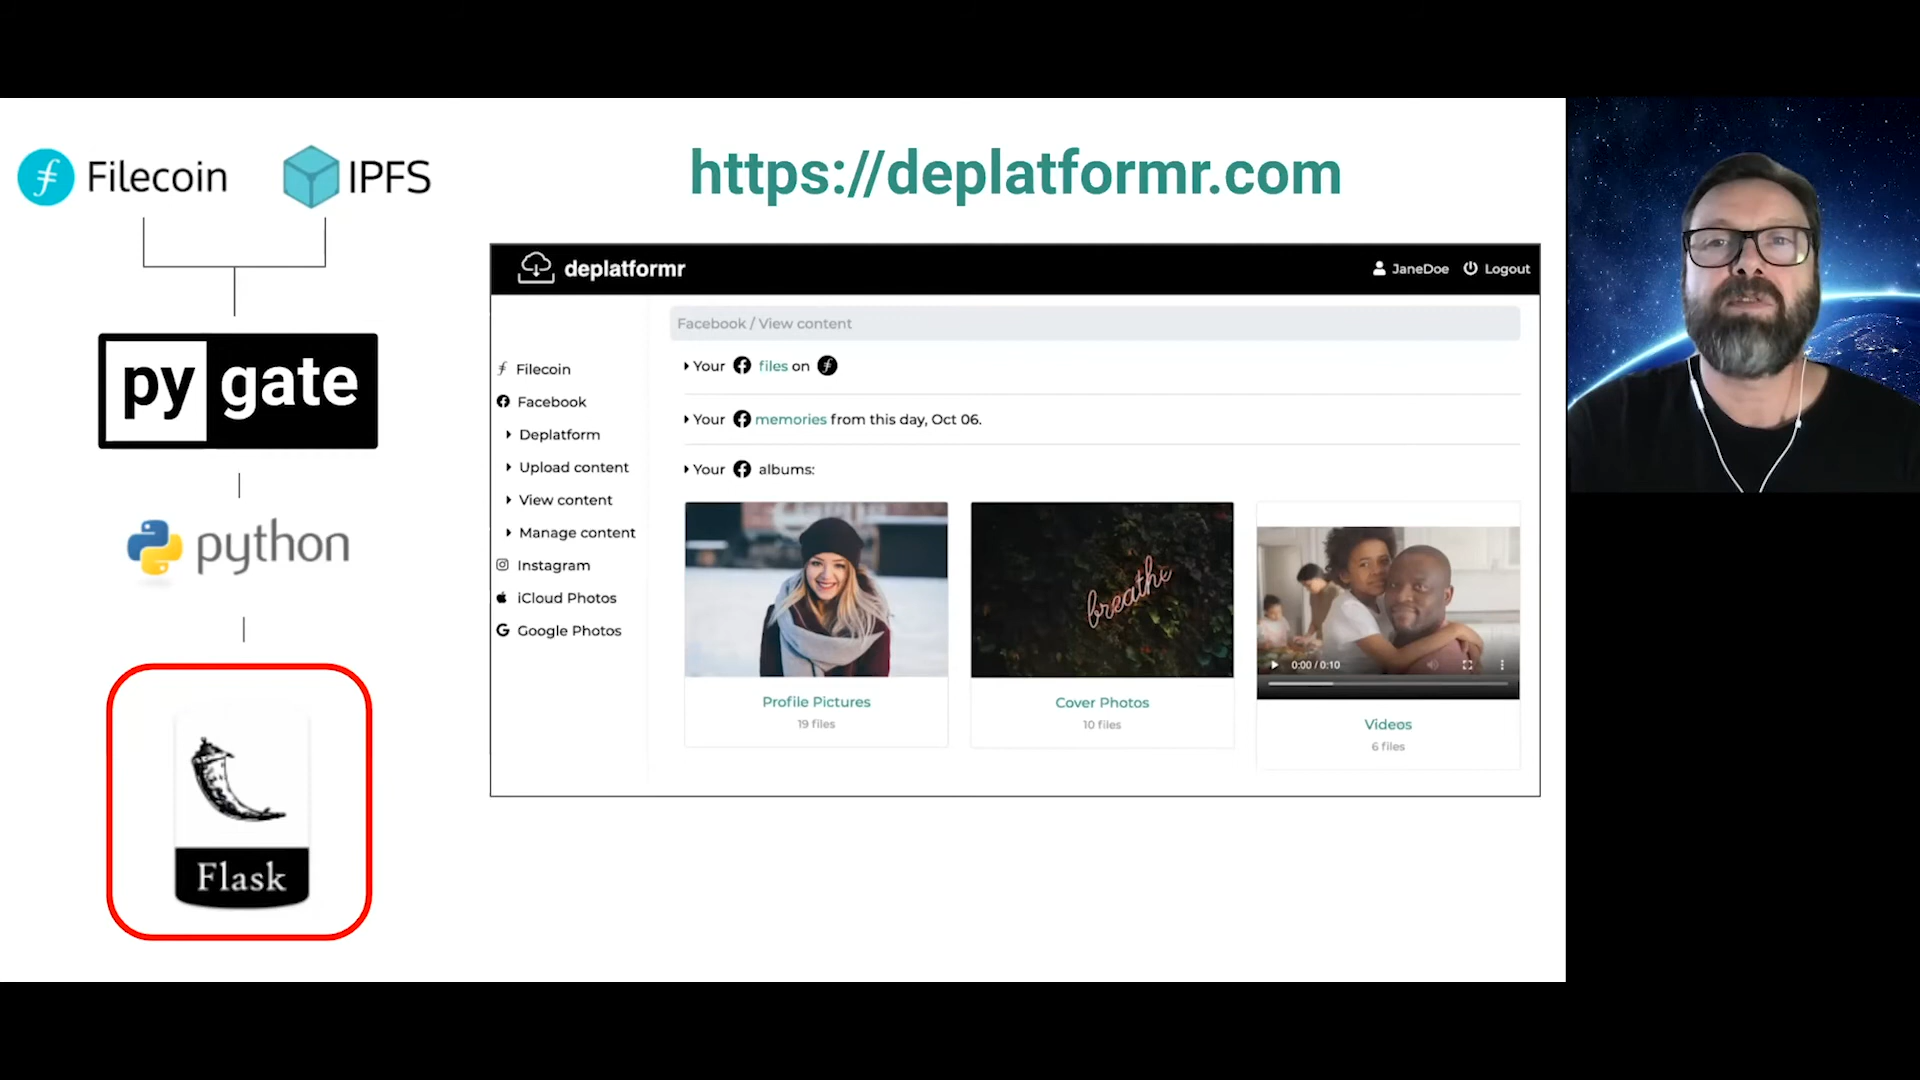 Filecoin
IPFS
https://deplatformr.com
py gate
python
Flask
deplatformr
JaneDoe
Logout
Filecoin
Facebook
Deplatform
Upload content
View content
Manage content
Instagram
iCloud Photos
Google Photos
Facebook / View content
Your files on
Your memories from this day, Oct 06.
Your albums:
breathe
0:00 / 0:10
Profile Pictures
19 files
Cover Photos
10 files
Videos
6 files